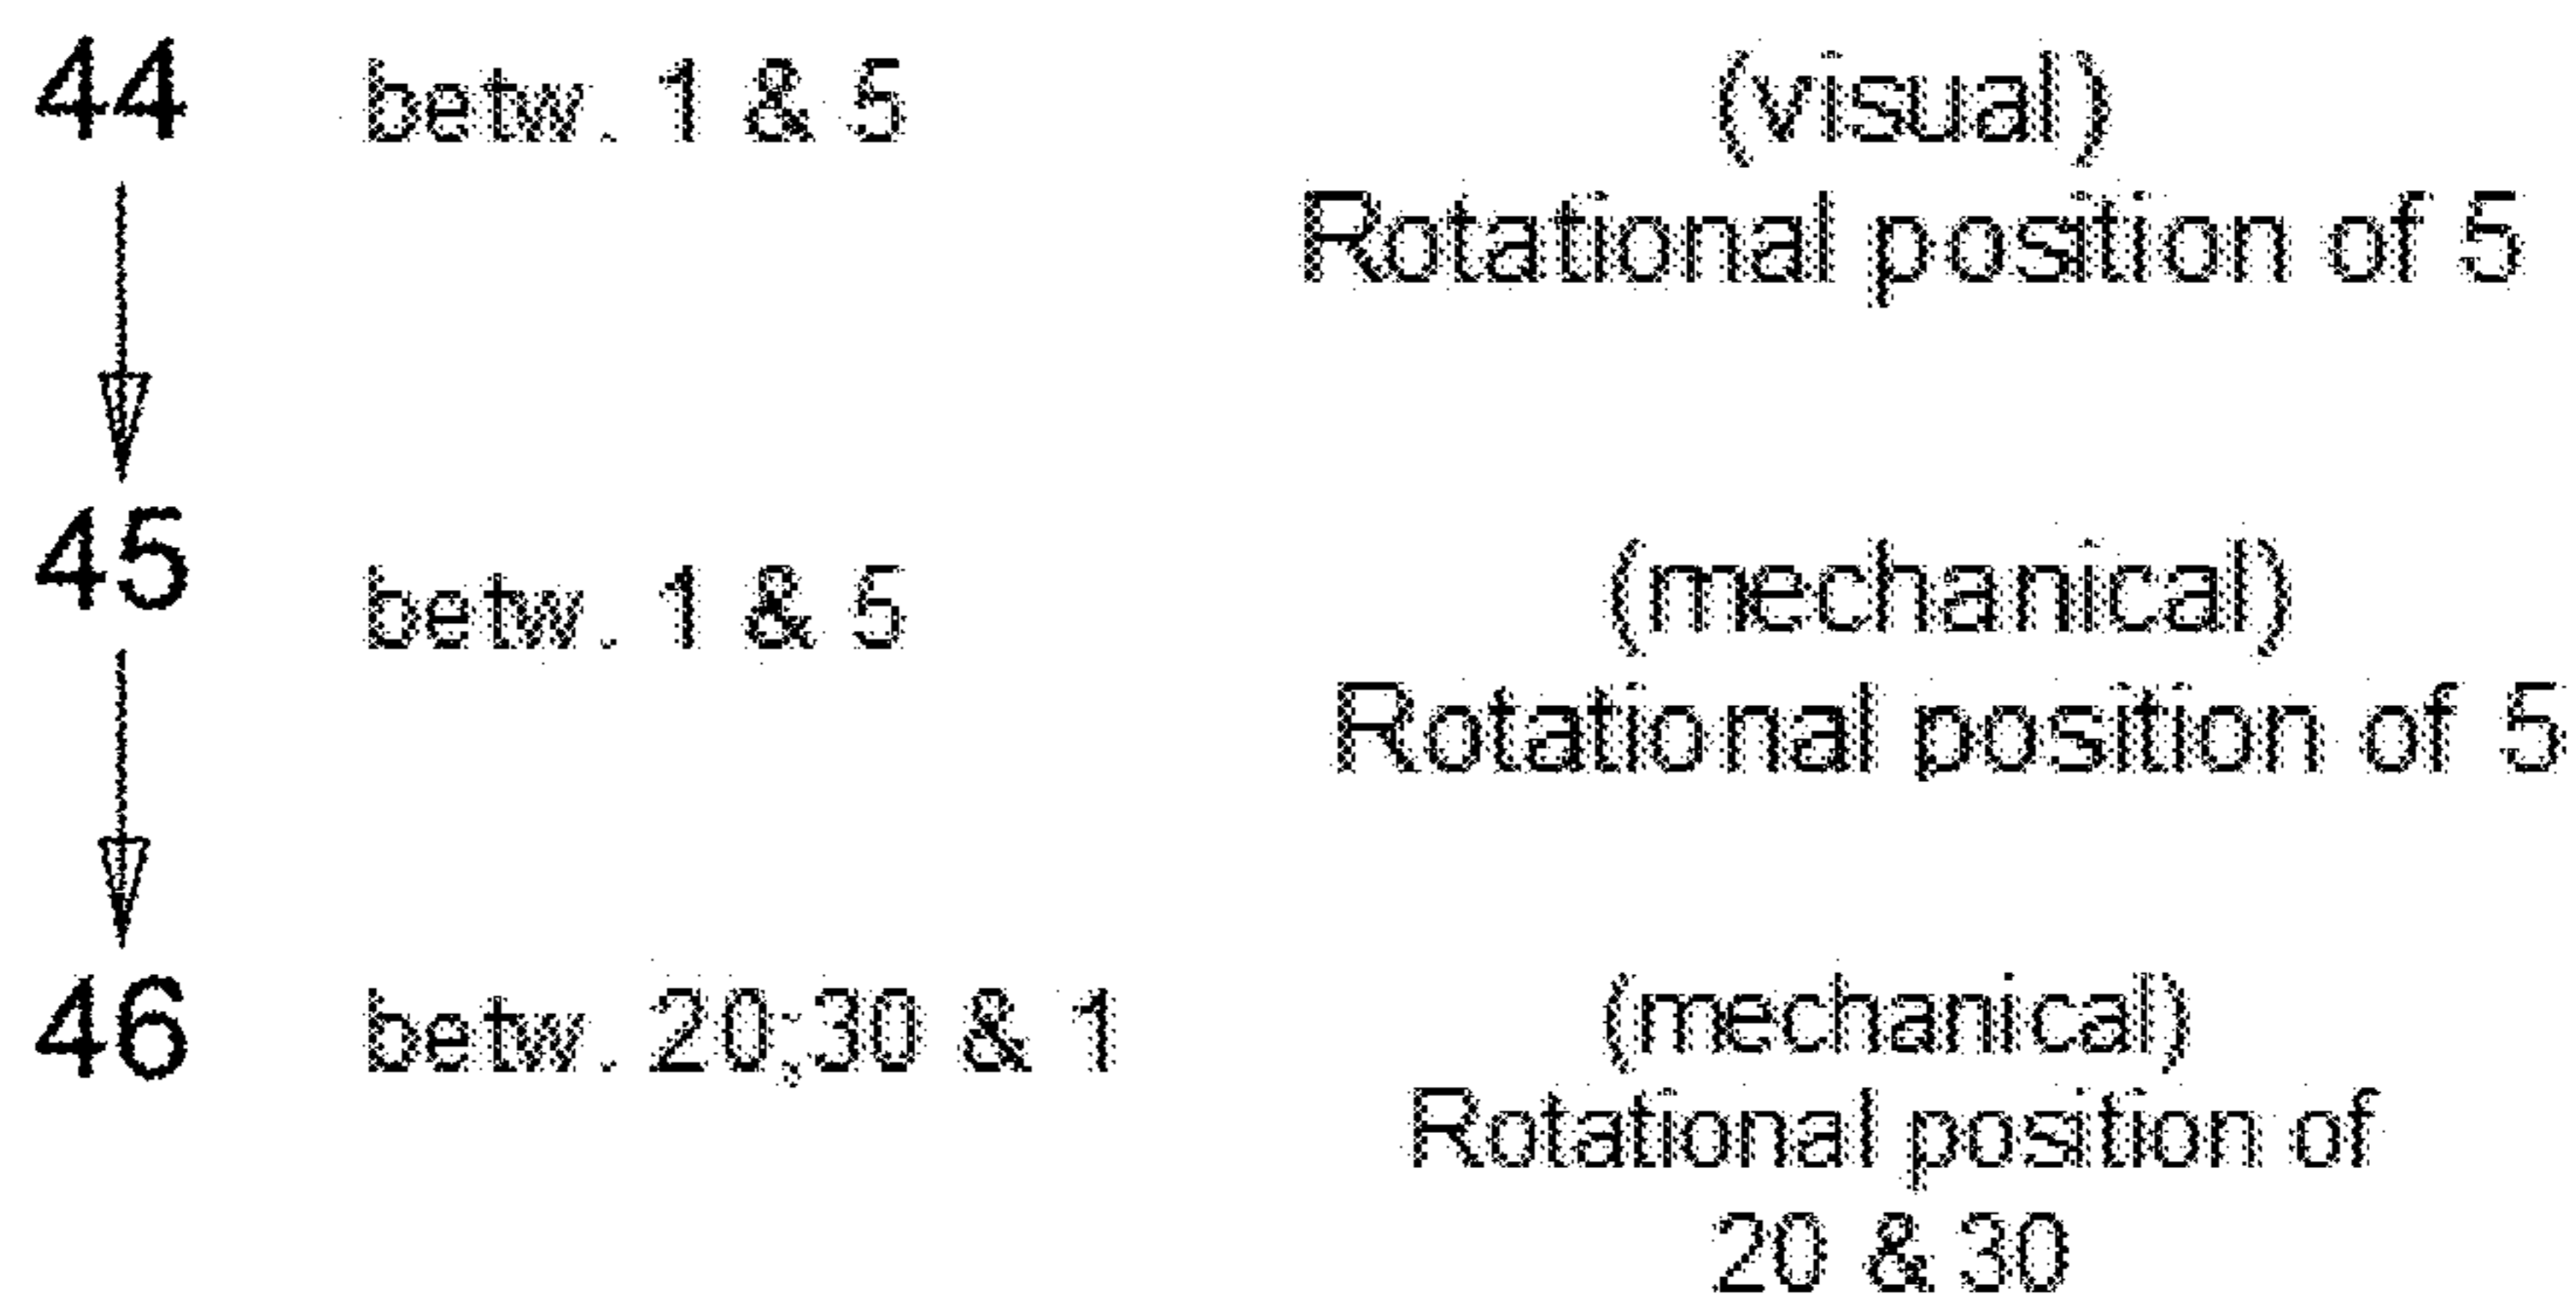 44 betw. 1 & 5 (visual)
Rotational position of 5
45 betw. 1 & 5 (mechanical)
Rotational position of 5
46 betw. 20;30 & 1 (mechanical)
Rotational position of
20 & 30